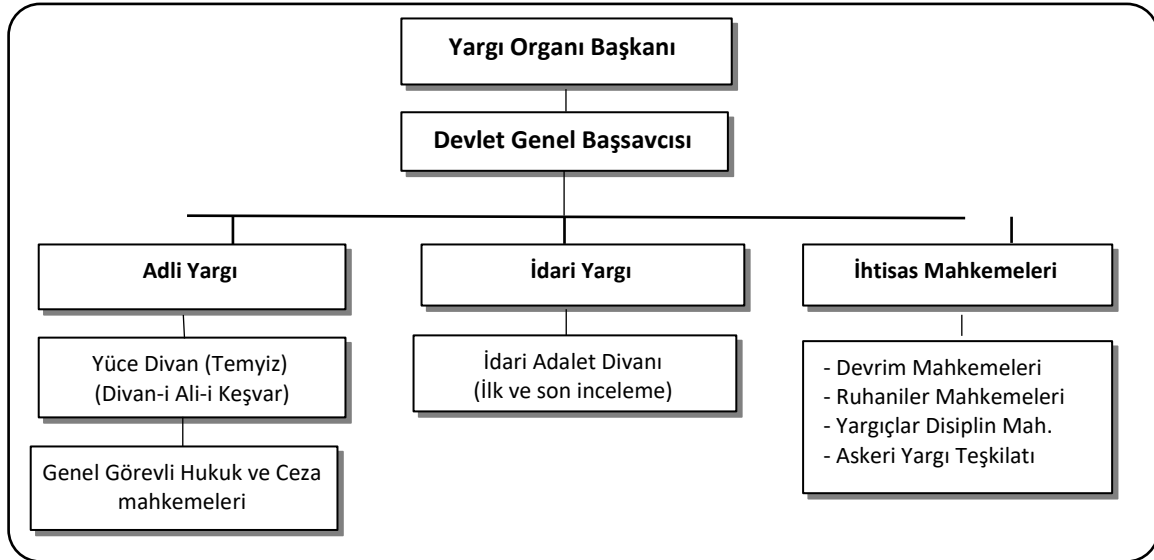 Yargı Organı Başkanı
Devlet Genel Başsavcısı
Adli Yargı
Yüce Divan (Temyiz)
(Divan-i Ali-i Keşvar)
Genel Görevli Hukuk ve Ceza
mahkemeleri
İdari Yargı
İdari Adalet Divanı
(İlk ve son inceleme)
İhtisas Mahkemeleri
- Devrim Mahkemeleri
- Ruhaniler Mahkemeleri
- Yargıçlar Disiplin Mah.
- Askeri Yargı Teşkilatı